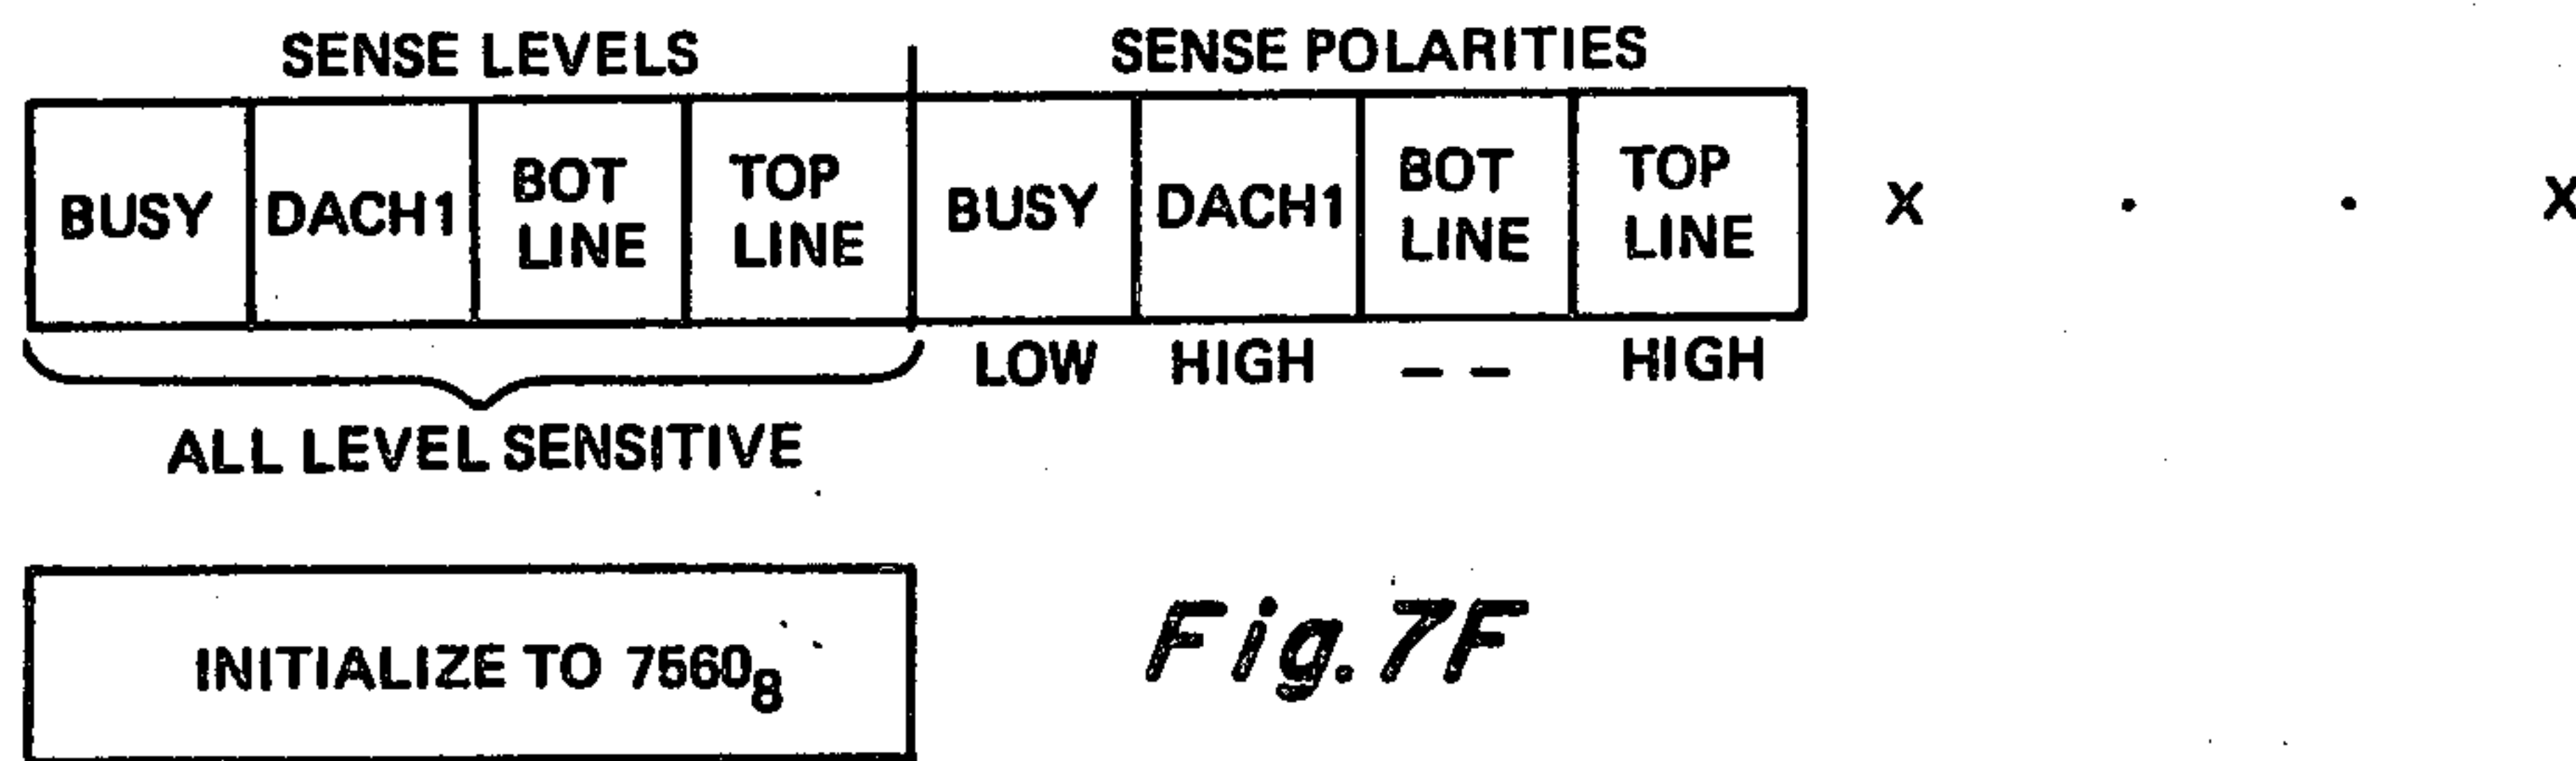 SENSE LEVELS SENSE POLARITIES
BUSY DACH1 BOT LINE TOP LINE BUSY DACH1 BOT LINE TOP LINE X . . X
LOW HIGH – – HIGH
ALL LEVEL SENSITIVE
INITIALIZE TO 7560₈
Fig. 7F